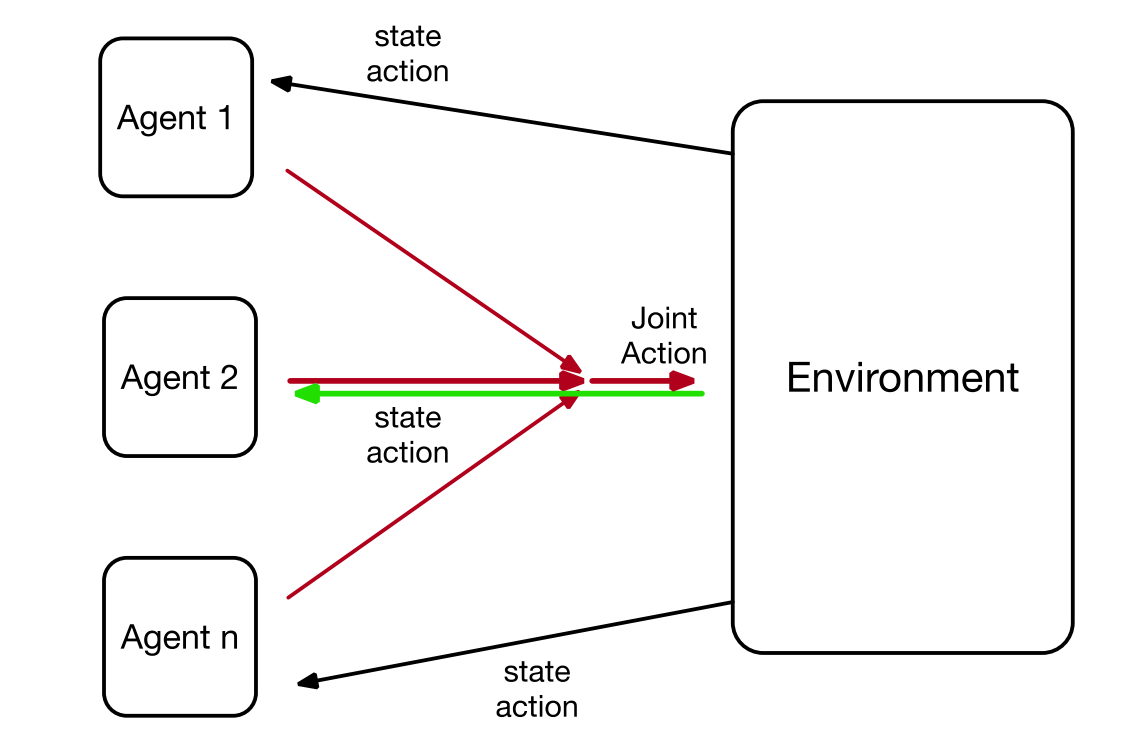 state
action
Agent 1
Joint
Action
Agent 2
Environment
state
action
Agent n
state
action